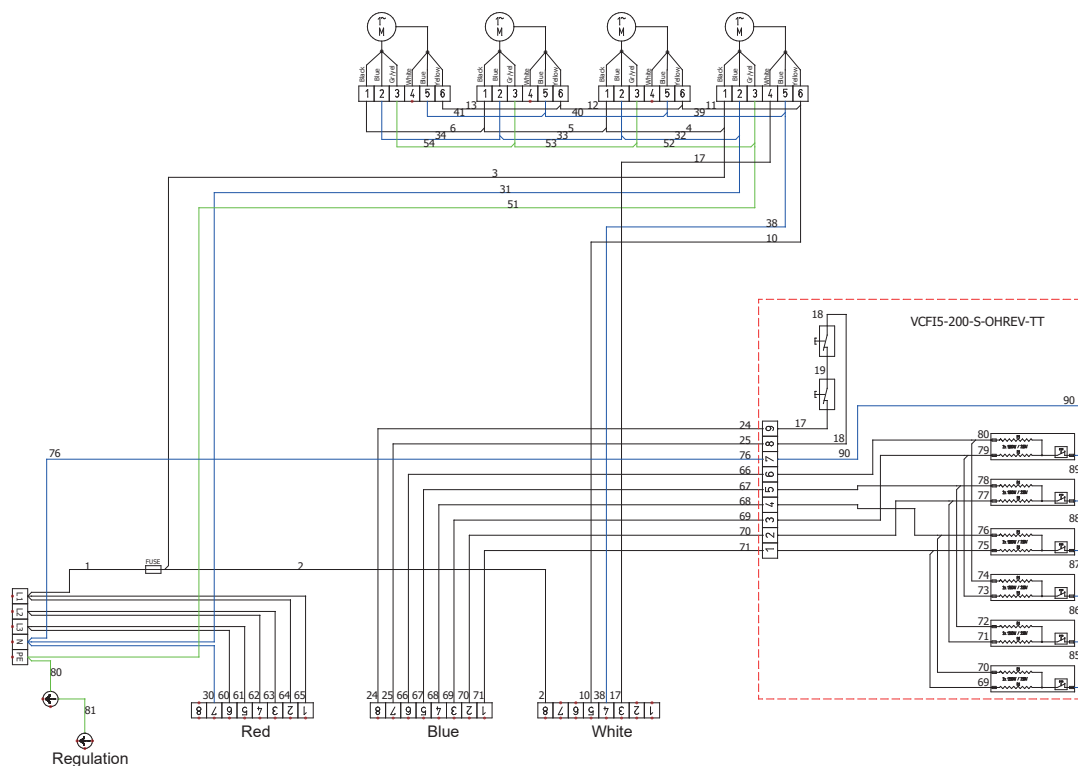 1~ 1~ 1~ 1~
M M M M
Black Blue Gr/yel White Blue Yellow Black Blue Gr/yel White Blue Yellow Black Blue Gr/yel White Blue Yellow Black Blue Gr/yel
1 2 3 4 5 6 1 2 3 4 5 6 1 2 3 4 5 6 1 2 3 4 5 6
13 12 11
41 40 39
6 5 4
34 33 32
54 53 52
17
3
31
51
38
10
18 VCFI5-200-S-OHREV-TT
19
90
24 9 17
25 8 18
76 76 7 90
66 6
67 5
68 4
69 3
70 2
71 1
80
79
89
78
77
88
76
75
87
74
73
86
72
71
85
70
69
1 FUSE 2
L1
L2
L3
N
PE
80
81
30 60 61 62 63 64 65 24 25 66 67 68 69 70 71 2 10 38 17
8 7 6 5 4 3 2 1 8 7 6 5 4 3 2 1 8 7 6 5 4 3 2 1
Red Blue White
Regulation